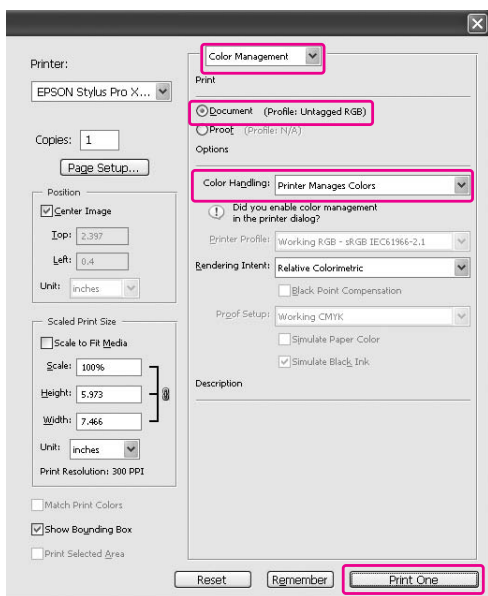 Printer:
EPSON Stylus Pro X...
Copies: 1
Page Setup...
Position
Center Image
Top: 2.397
Left: 0.4
Unit: inches
Scaled Print Size
Scale to Fit Media
Scale: 100%
Height: 5.973
Width: 7.466
Unit: inches
Print Resolution: 300 PPI
Match Print Colors
Show Bounding Box
Print Selected Area
Color Management
Print
Document (Profile: Untagged RGB)
Proof (Profile: N/A)
Options
Color Handling: Printer Manages Colors
Did you enable color management
in the printer dialog?
Printer Profile: Working RGB - sRGB IEC61966-2.1
Rendering Intent: Relative Colorimetric
Black Point Compensation
Proof Setup: Working CMYK
Simulate Paper Color
Simulate Black Ink
Description
Reset
Remember
Print One